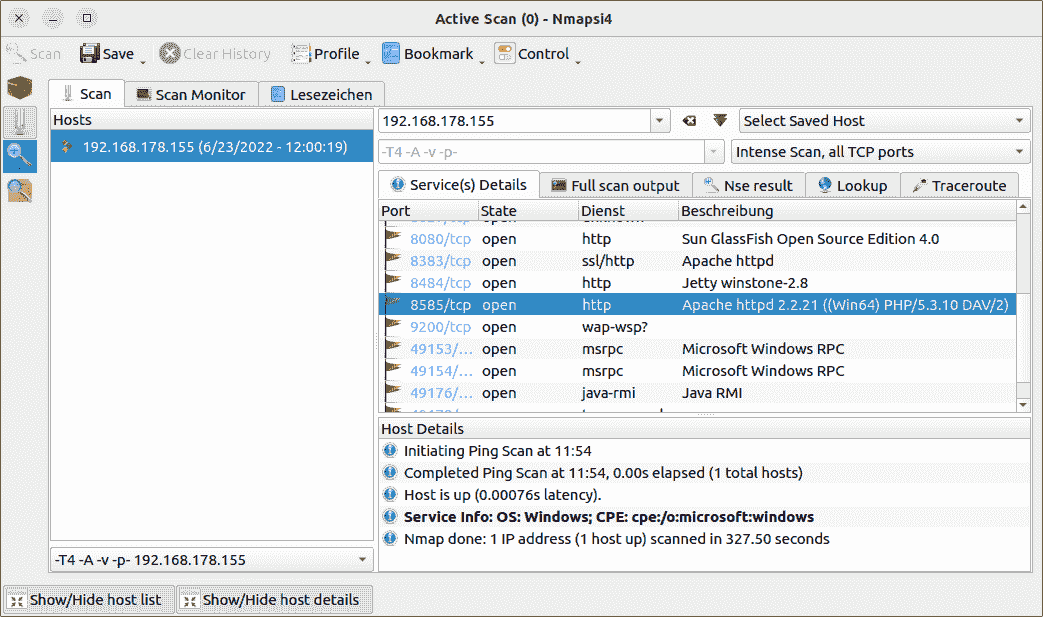 Active Scan (0) - Nmapsi4
Scan Save Clear History Profile Bookmark Control
Scan Scan Monitor Lesezeichen
Hosts
192.168.178.155 (6/23/2022 - 12:00:19)
-T4 -A -v -p- 192.168.178.155
192.168.178.155 Select Saved Host
-T4 -A -v -p- Intense Scan, all TCP ports
Service(s) Details Full scan output Nse result Lookup Traceroute
Port State Dienst Beschreibung
8080/tcp open http Sun GlassFish Open Source Edition 4.0
8383/tcp open ssl/http Apache httpd
8484/tcp open http Jetty winstone-2.8
8585/tcp open http Apache httpd 2.2.21 ((Win64) PHP/5.3.10 DAV/2)
9200/tcp open wap-wsp?
49153/... open msrpc Microsoft Windows RPC
49154/... open msrpc Microsoft Windows RPC
49176/... open java-rmi Java RMI
Host Details
Initiating Ping Scan at 11:54
Completed Ping Scan at 11:54, 0.00s elapsed (1 total hosts)
Host is up (0.00076s latency).
Service Info: OS: Windows; CPE: cpe:/o:microsoft:windows
Nmap done: 1 IP address (1 host up) scanned in 327.50 seconds
Show/Hide host list Show/Hide host details